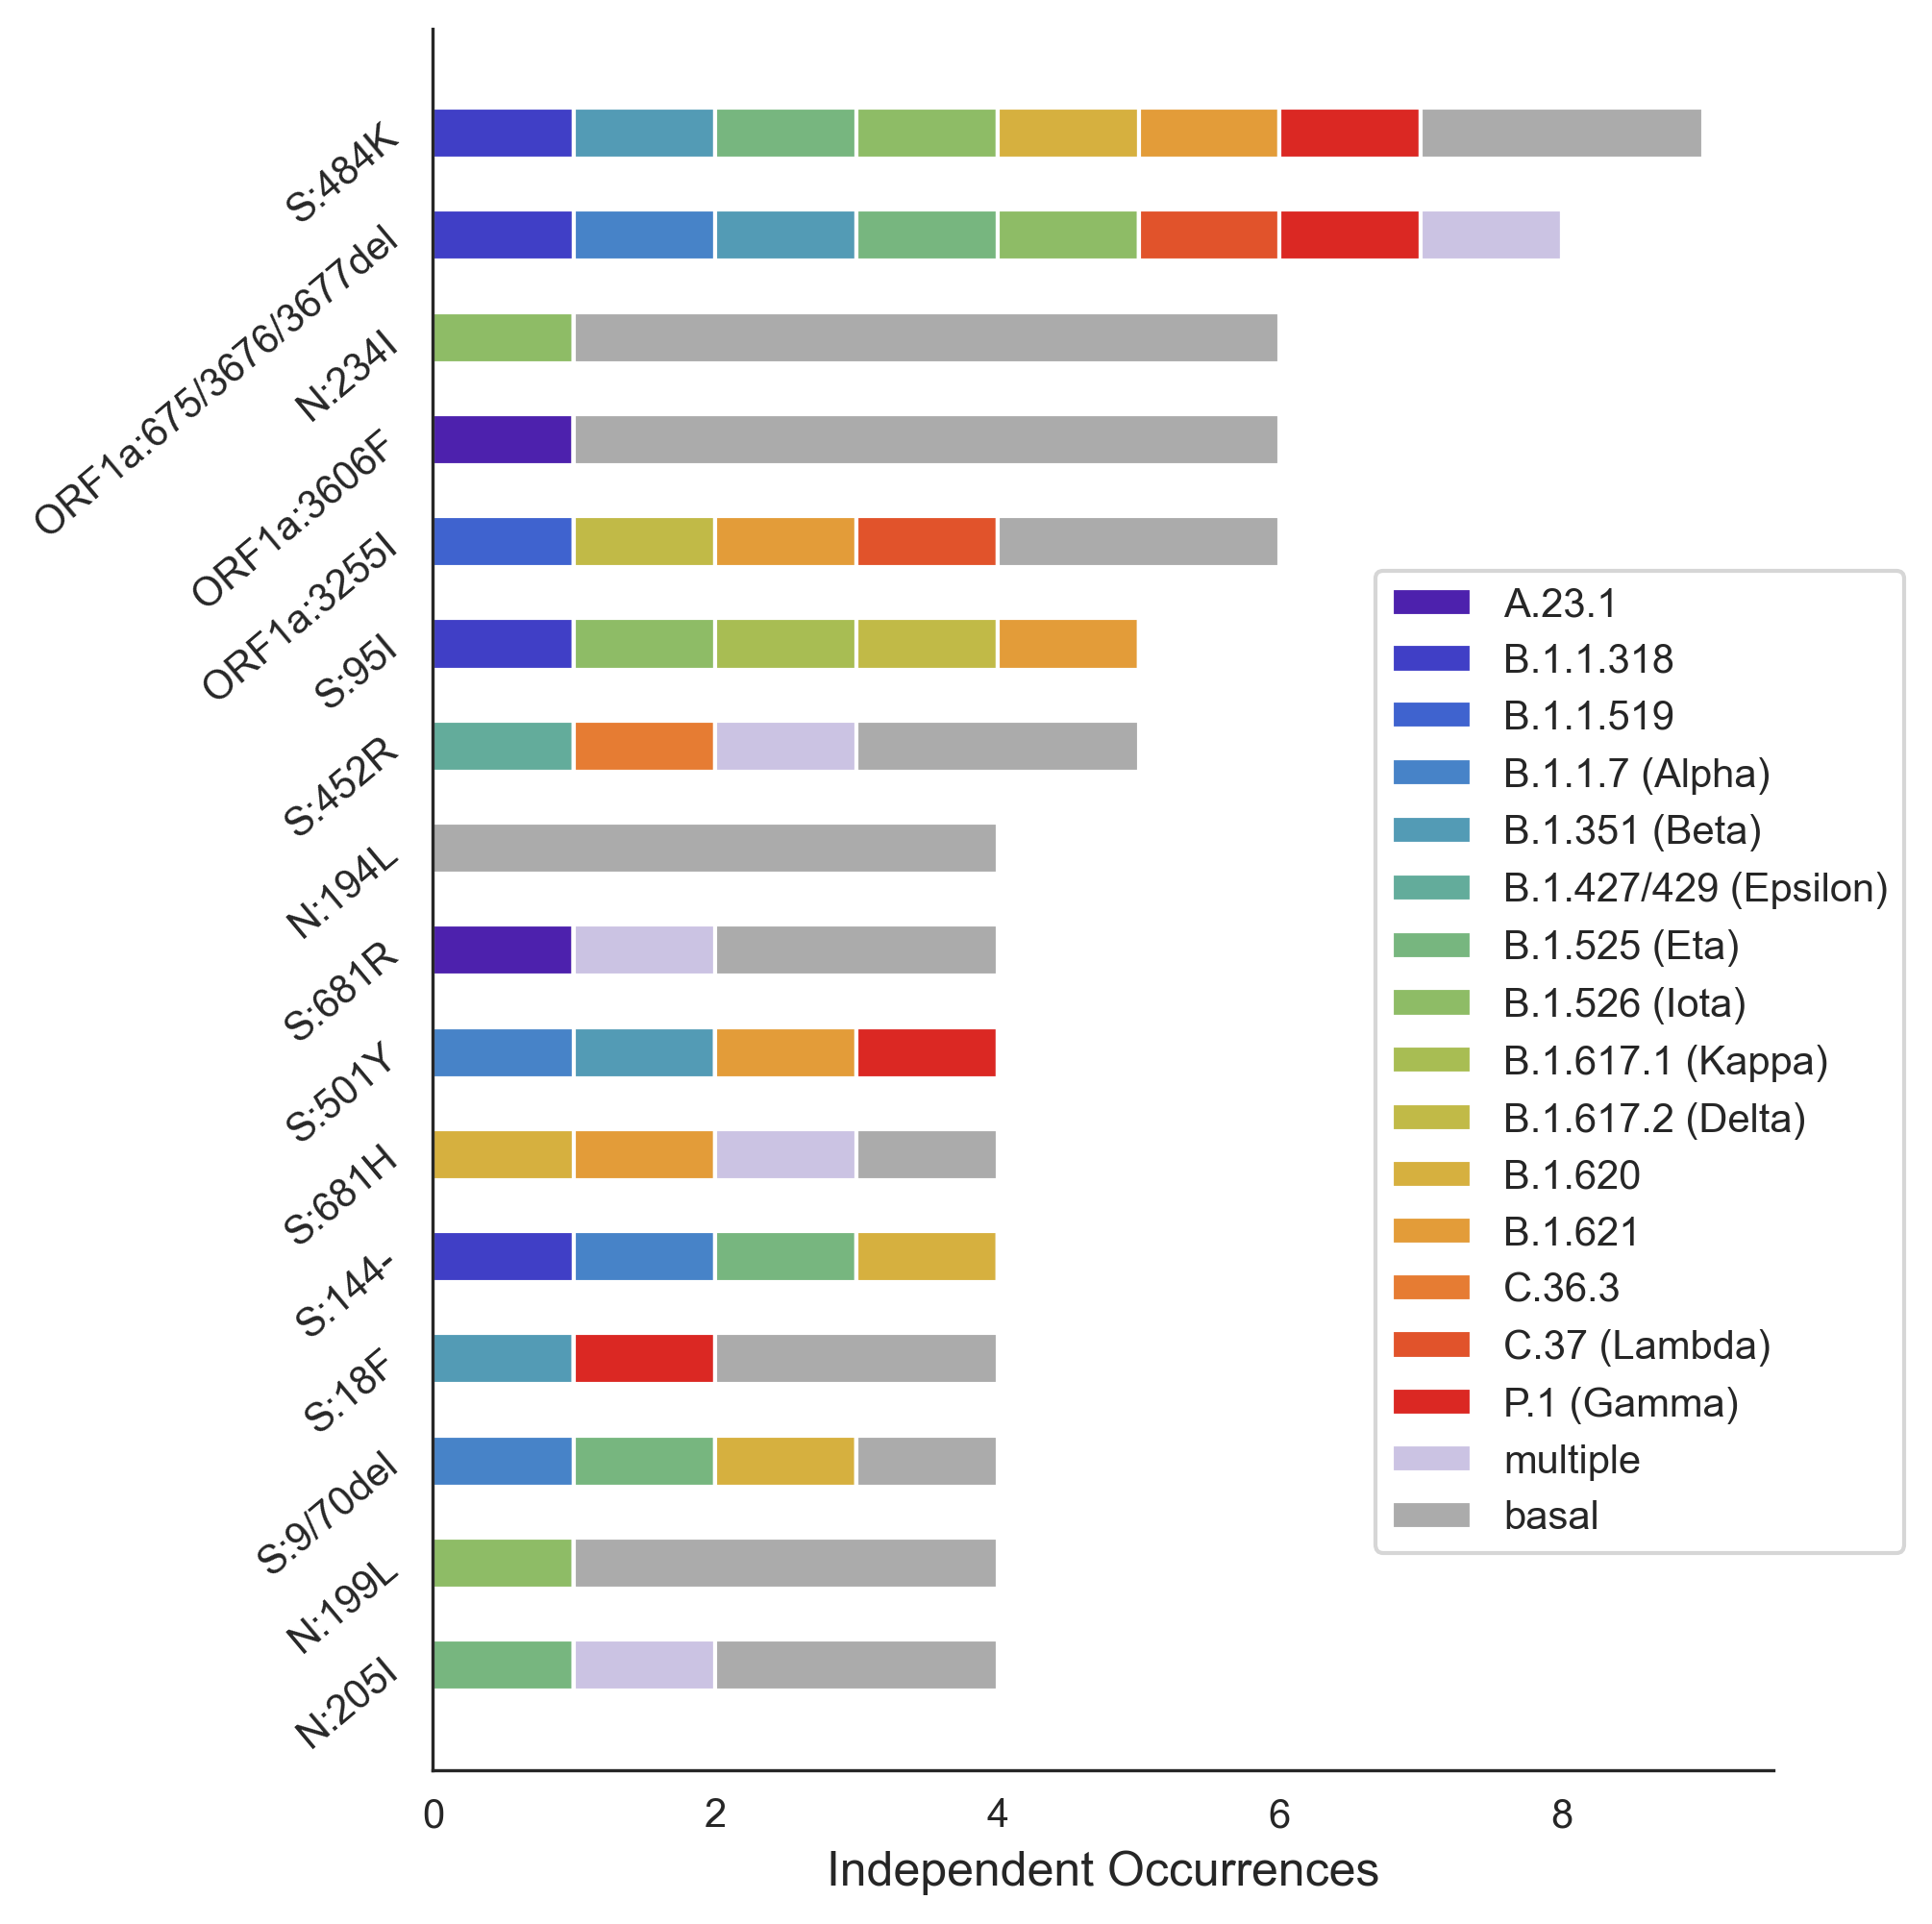 S:484K
ORF1a:675/3676/3677del
N:234I
ORF1a:3606F
ORF1a:3255I
S:95I
S:452R
N:194L
S:681R
S:501Y
S:681H
S:144-
S:18F
S:9/70del
N:199L
N:205I
A.23.1
B.1.1.318
B.1.1.519
B.1.1.7 (Alpha)
B.1.351 (Beta)
B.1.427/429 (Epsilon)
B.1.525 (Eta)
B.1.526 (Iota)
B.1.617.1 (Kappa)
B.1.617.2 (Delta)
B.1.620
B.1.621
C.36.3
C.37 (Lambda)
P.1 (Gamma)
multiple
basal
0 2 4 6 8
Independent Occurrences